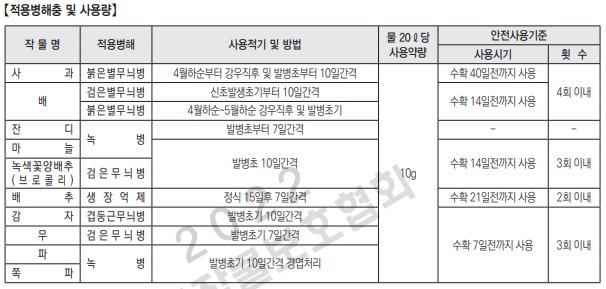 【적용병해충 및 사용량】
작 물 명 적용병해 사용적기 및 방법 물 20ℓ당 사용약량 안전사용기준
사용시기 횟 수
사 과 붉은별무늬병 4월하순부터 강우직후 및 발병초부터 10일간격 10g 수확 40일전까지 사용 4회 이내
배 검은별무늬병 신초발생초기부터 10일간격 수확 14일전까지 사용
붉은별무늬병 4월하순~5월하순 강우직후 및 발병초기
잔 디 녹 병 발병초부터 7일간격 - -
마 늘 발병초 10일간격 수확 14일전까지 사용 3회 이내
녹색꽃양배추
(브로콜리) 검은무늬병
배 추 생 장 억 제 정식 15일후 7일간격 수확 21일전까지 사용 2회 이내
감 자 겹둥근무늬병 발병초기 10일간격 수확 7일전까지 사용 3회 이내
무 검은무늬병 발병초기 7일간격
파 녹 병 발병초기 10일간격 경엽처리
쪽 파
2022
작물보호협회